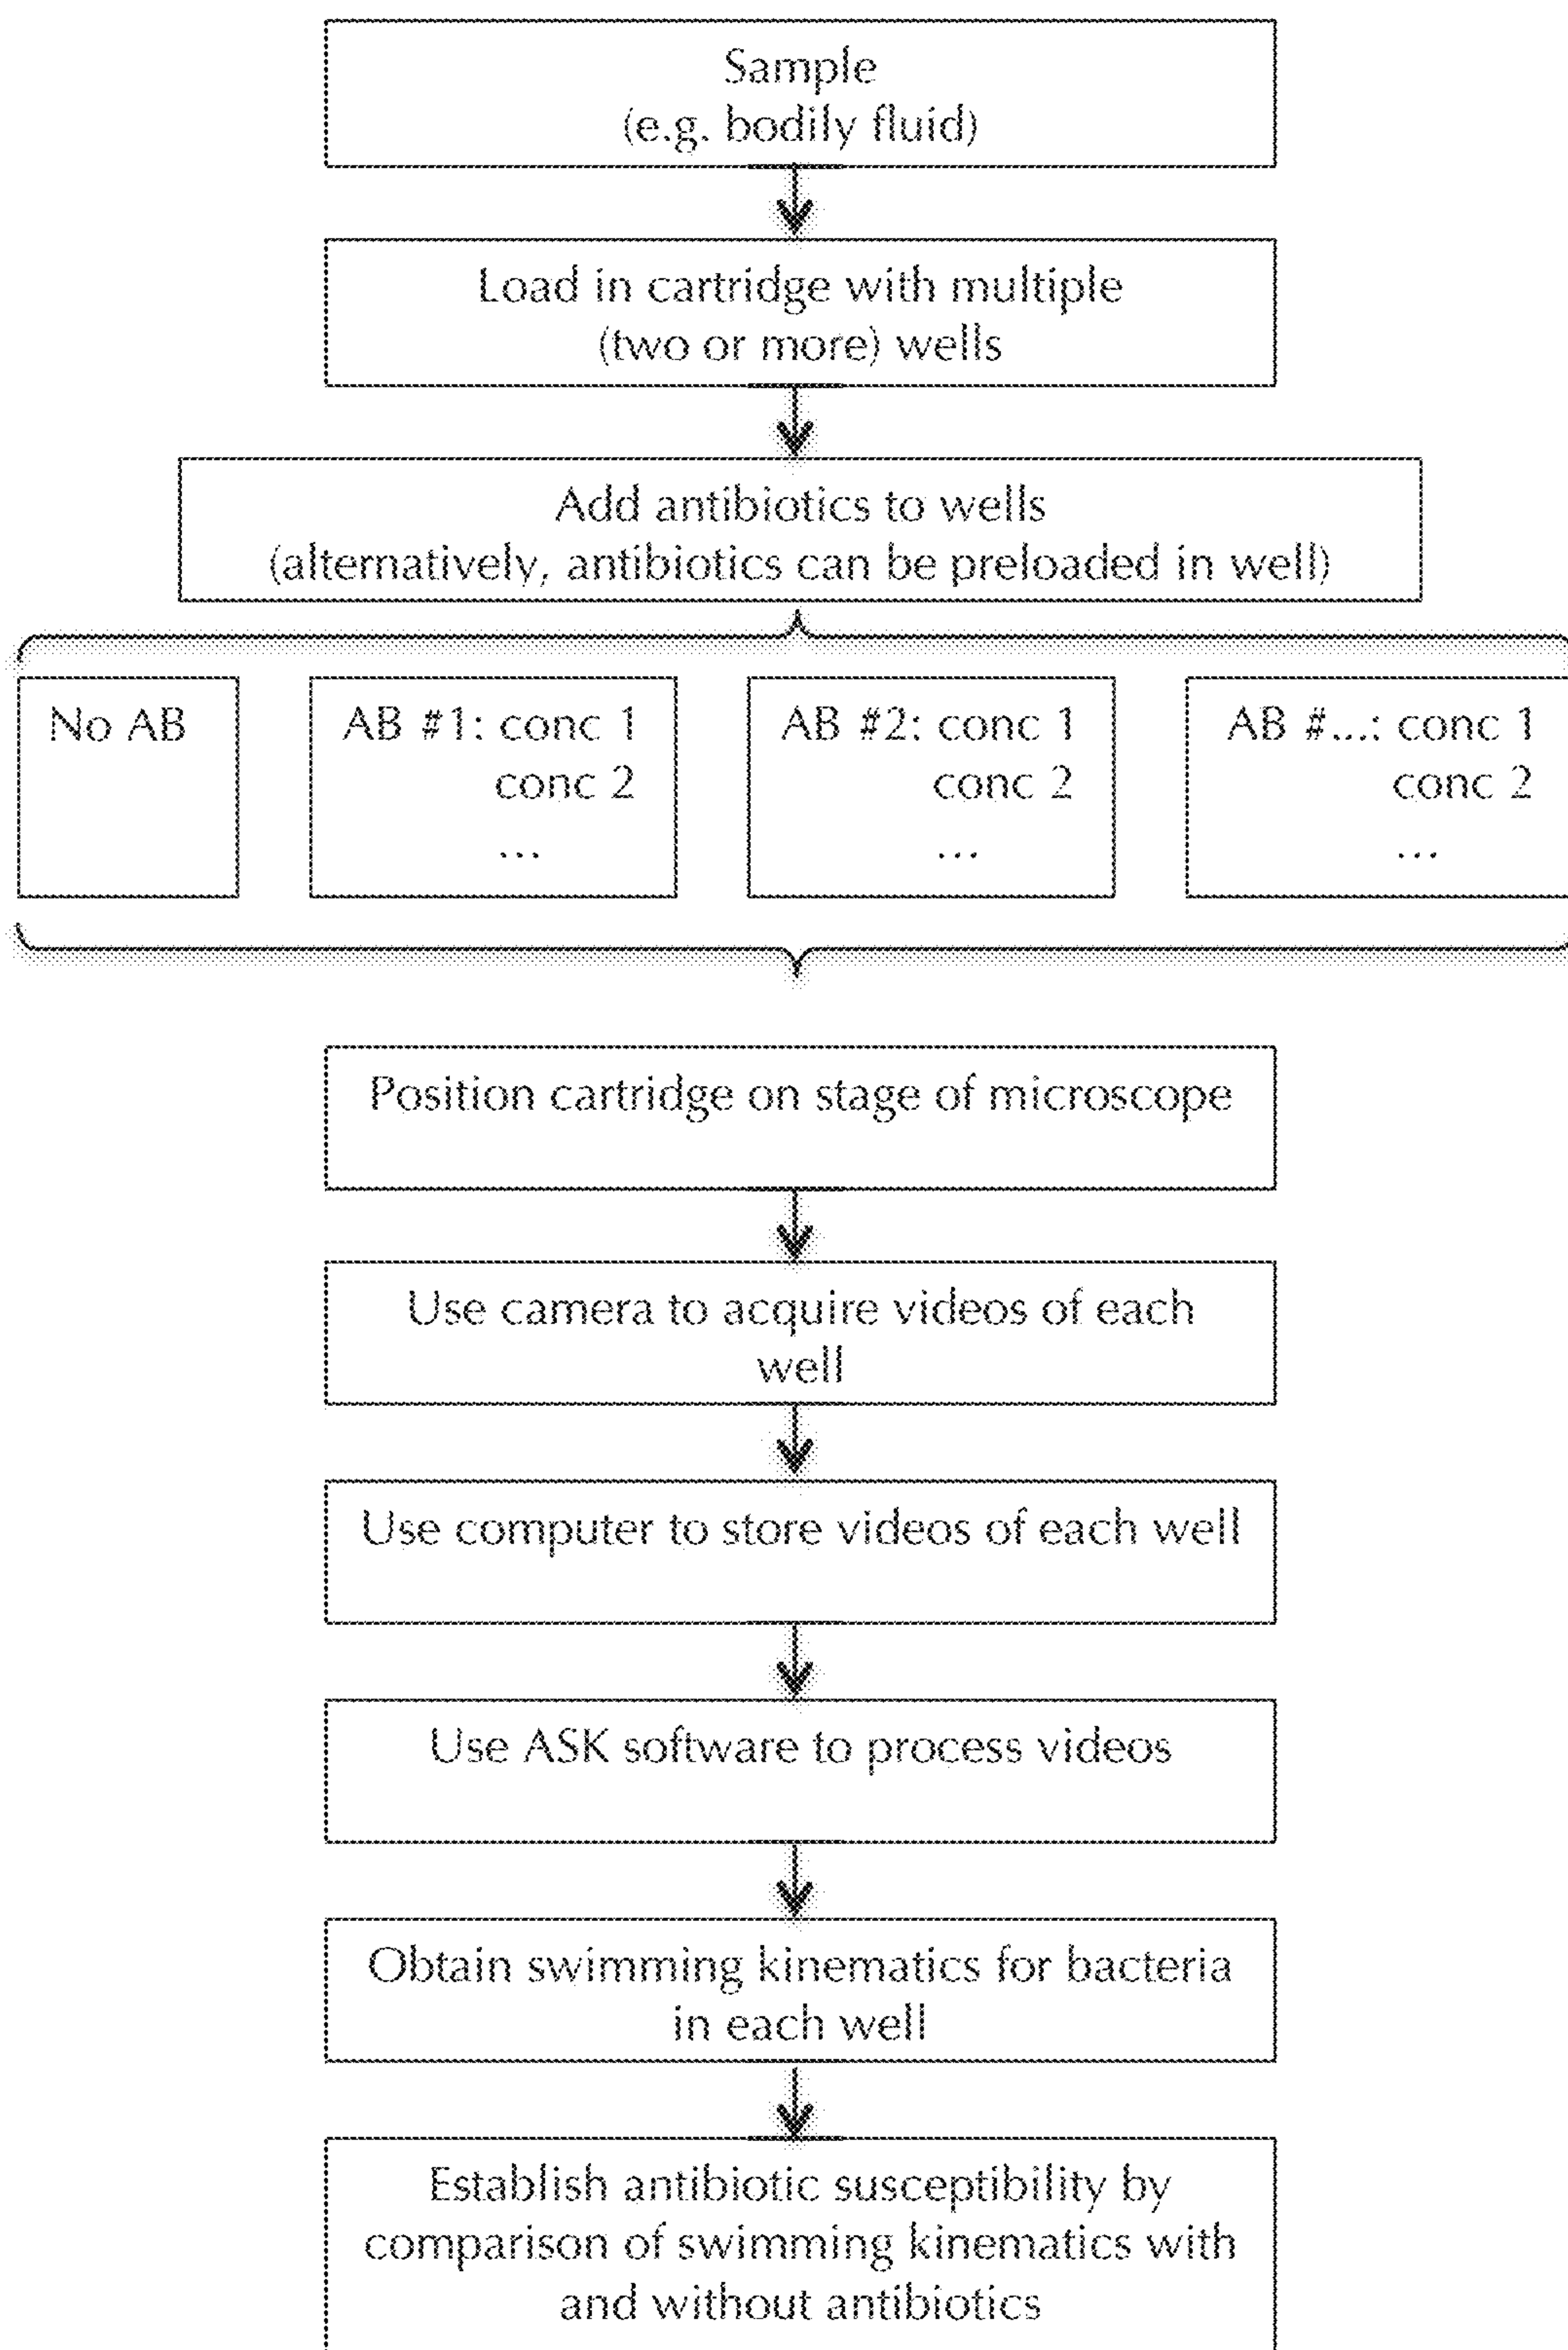 Sample
(e.g. bodily fluid)
Load in cartridge with multiple
(two or more) wells
Add antibiotics to wells
(alternatively, antibiotics can be preloaded in well)
No AB
AB #1: conc 1
conc 2
...
AB #2: conc 1
conc 2
...
AB #...: conc 1
conc 2
...
Position cartridge on stage of microscope
Use camera to acquire videos of each
well
Use computer to store videos of each well
Use ASK software to process videos
Obtain swimming kinematics for bacteria
in each well
Establish antibiotic susceptibility by
comparison of swimming kinematics with
and without antibiotics